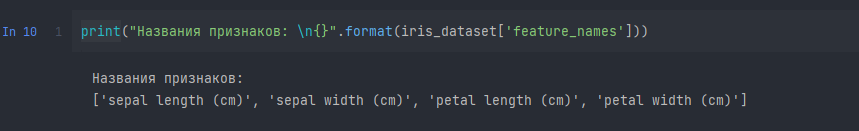 In 10 1 print("Названия признаков: \n{}".format(iris_dataset['feature_names']))
Названия признаков:
['sepal length (cm)', 'sepal width (cm)', 'petal length (cm)', 'petal width (cm)']